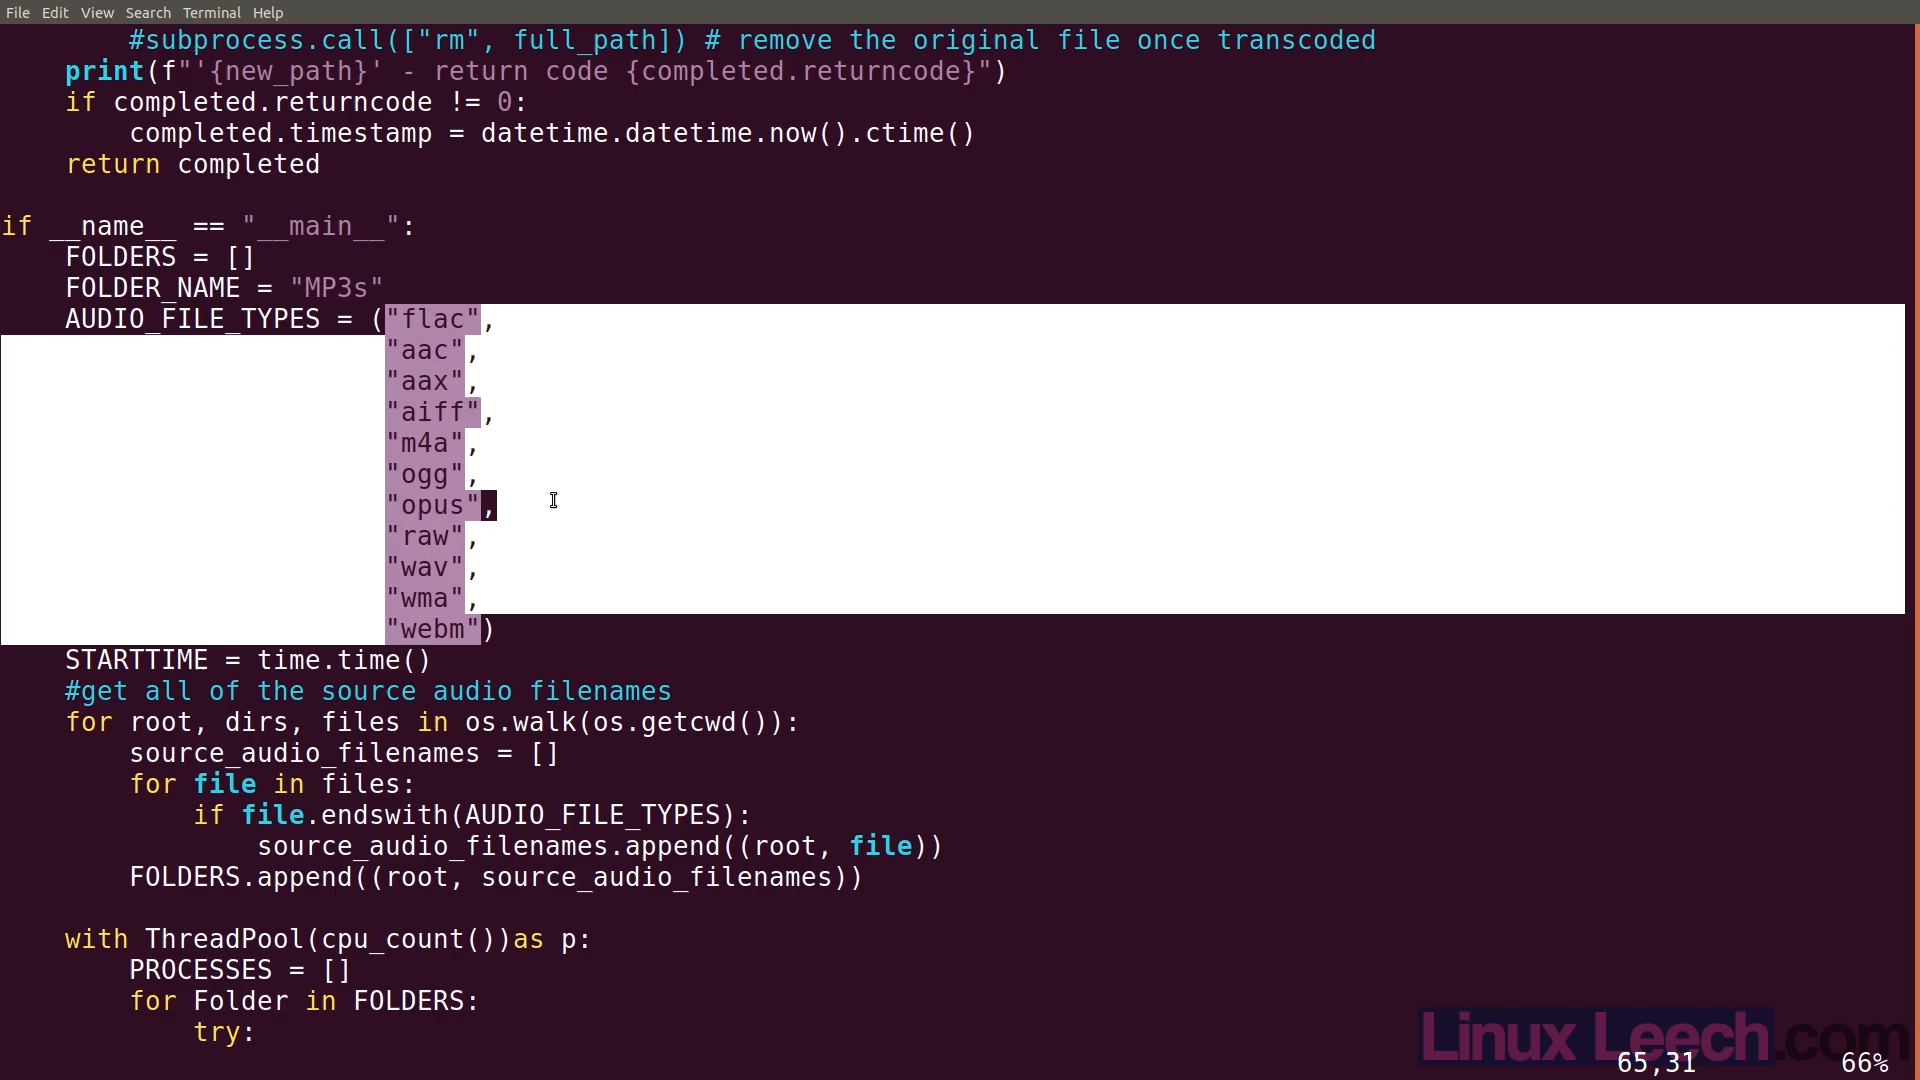 File Edit View Search Terminal Help
        #subprocess.call(["rm", full_path]) # remove the original file once transcoded
    print(f"'{new_path}' - return code {completed.returncode}")
    if completed.returncode != 0:
        completed.timestamp = datetime.datetime.now().ctime()
    return completed

if __name__ == "__main__":
    FOLDERS = []
    FOLDER_NAME = "MP3s"
    AUDIO_FILE_TYPES = ("flac",
                        "aac",
                        "aax",
                        "aiff",
                        "m4a",
                        "ogg",
                        "opus",
                        "raw",
                        "wav",
                        "wma",
                        "webm")
    STARTTIME = time.time()
    #get all of the source audio filenames
    for root, dirs, files in os.walk(os.getcwd()):
        source_audio_filenames = []
        for file in files:
            if file.endswith(AUDIO_FILE_TYPES):
                source_audio_filenames.append((root, file))
        FOLDERS.append((root, source_audio_filenames))

    with ThreadPool(cpu_count())as p:
        PROCESSES = []
        for Folder in FOLDERS:
            try:
Linux Leech.com
65,31 66%